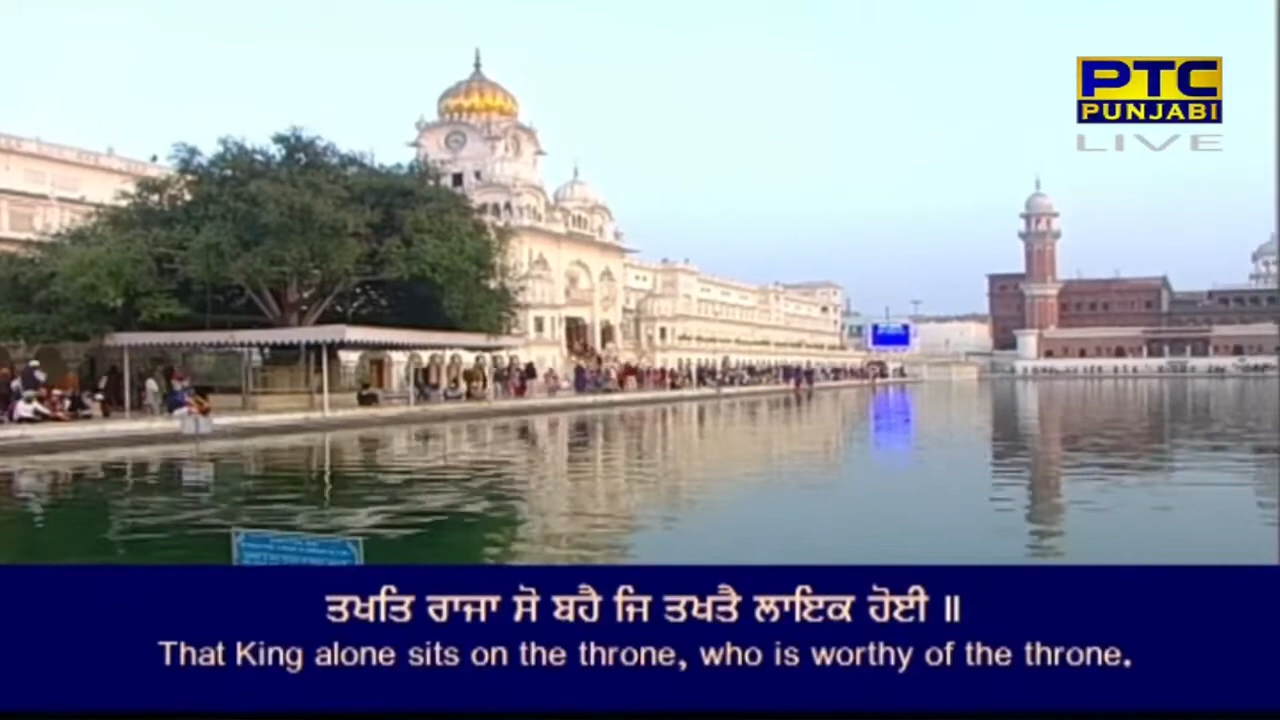 PTC
PUNJABI
LIVE
ਤਖਤਿ ਰਾਜਾ ਸੋ ਬਹੈ ਜਿ ਤਖਤੈ ਲਾਇਕ ਹੋਈ ॥
That King alone sits on the throne, who is worthy of the throne.